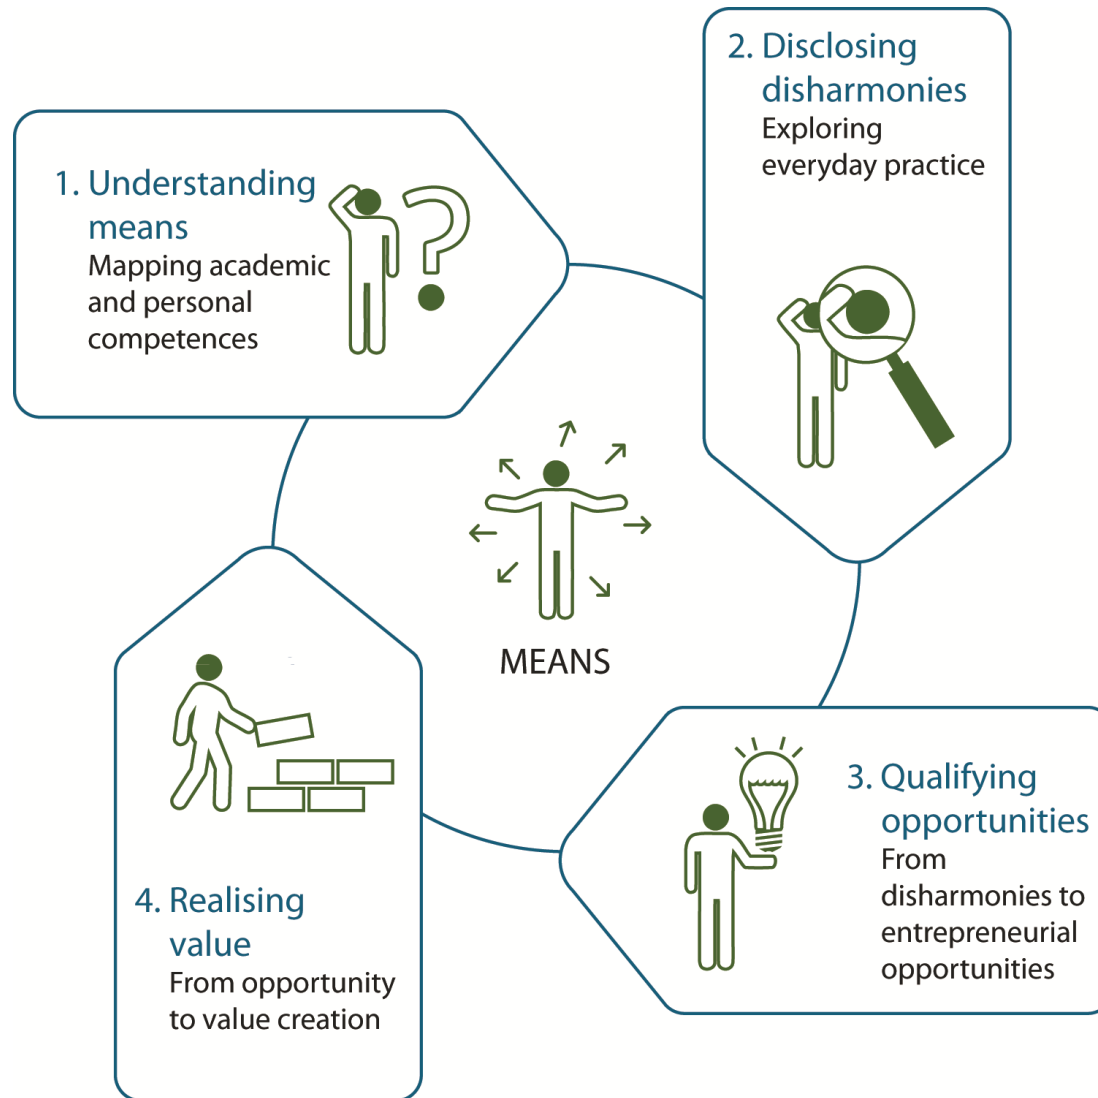 1. Understanding
means
Mapping academic
and personal
competences
2. Disclosing
disharmonies
Exploring
everyday practice
MEANS
3. Qualifying
opportunities
From
disharmonies to
entrepreneurial
opportunities
4. Realising
value
From opportunity
to value creation